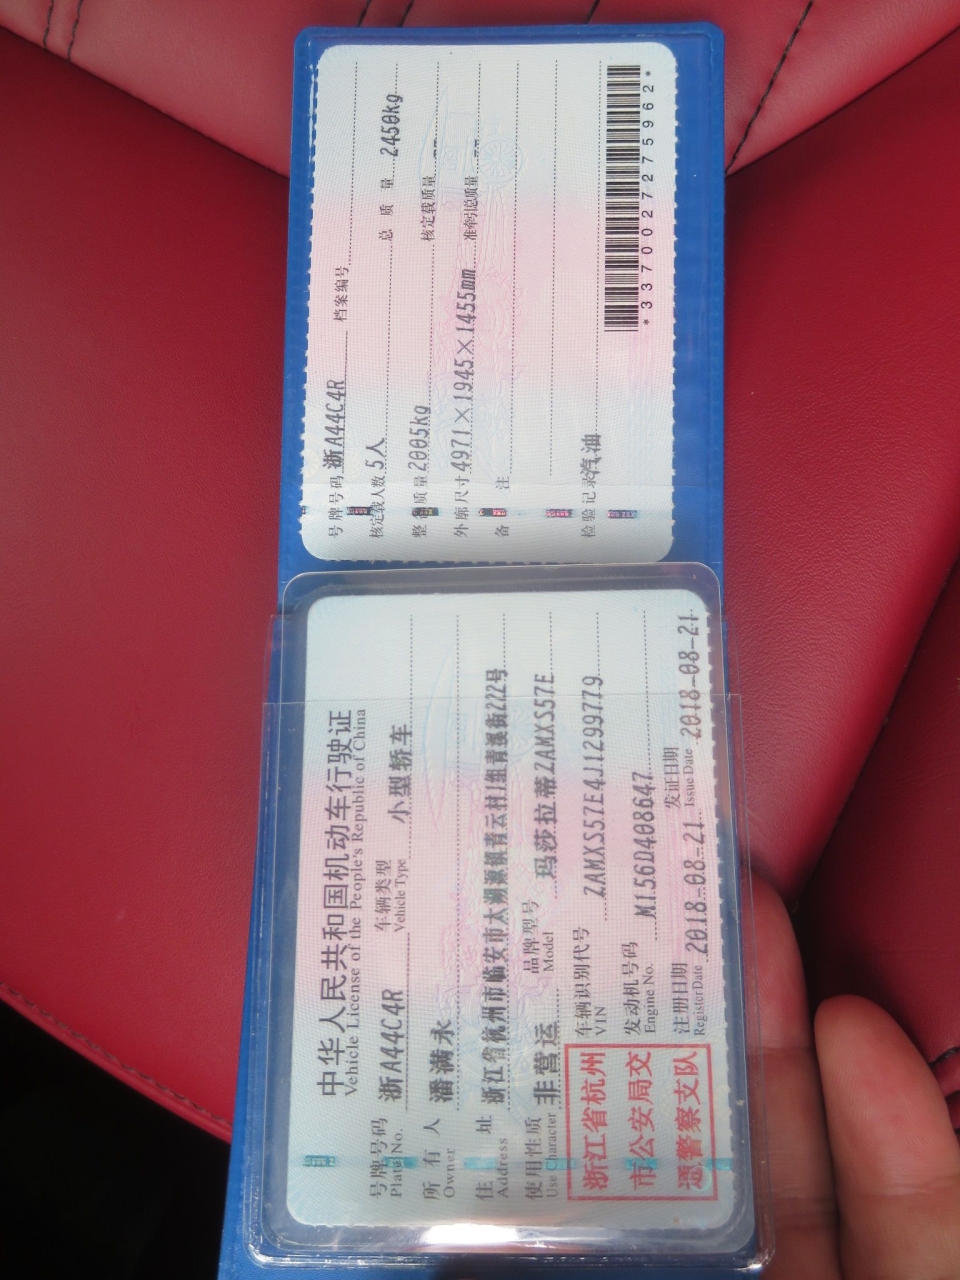 中华人民共和国机动车行驶证
Vehicle License of the People's Republic of China
号牌号码 浙A44C4R 车辆类型 小型轿车
Plate No. Vehicle Type
所有人 潘满永
Owner
住址 浙江省杭州市临安市太湖源镇青云村1组青溪街222号
Address
使用性质 非营运 品牌型号 玛莎拉蒂ZAMXS57E
Use Character Model
浙江省杭州
市公安局交
通警察支队
车辆识别代号 ZAMXS57E4J1299779
VIN
发动机号码 M156D408647
Engine No.
注册日期 2018-08-21 发证日期 2018-08-21
Register Date Issue Date
号牌号码 浙A44C4R 档案编号
核定载人数 5人 总质量 2450kg
整备质量 2005kg 核定载质量
外廓尺寸 4971×1945×1455mm 准牵引总质量
备注
检验记录 汽油
*3370027275962*